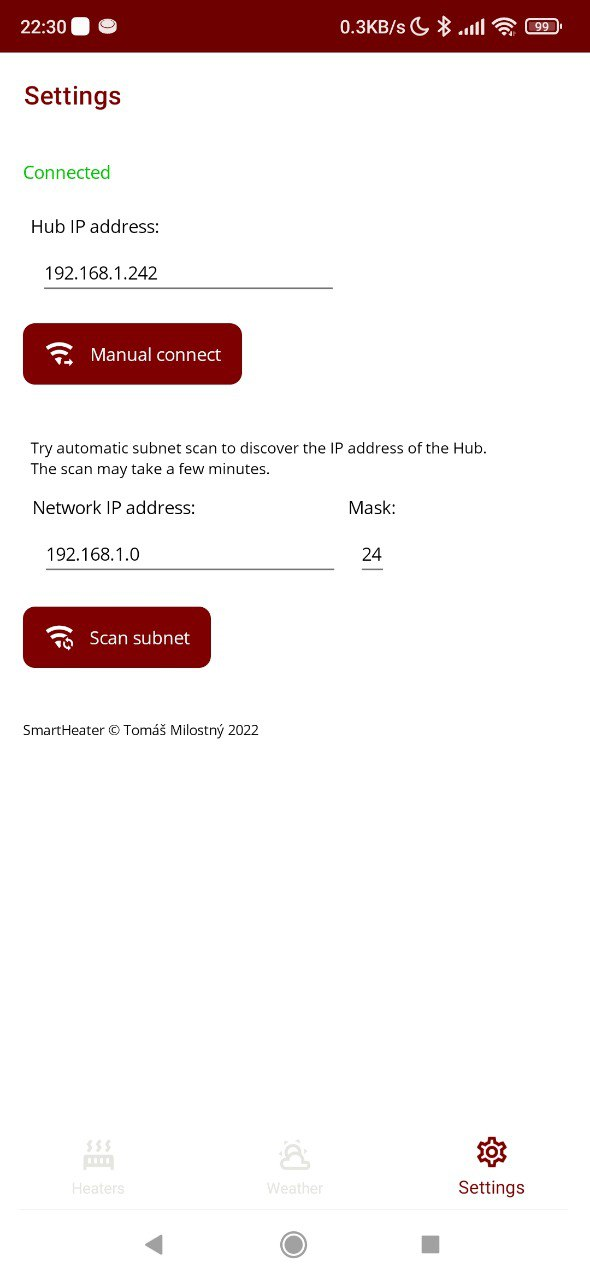 22:30 0.3KB/s 99
Settings
Connected
Hub IP address:
192.168.1.242
Manual connect
Try automatic subnet scan to discover the IP address of the Hub.
The scan may take a few minutes.
Network IP address: Mask:
192.168.1.0 24
Scan subnet
SmartHeater © Tomáš Milostný 2022
Heaters Weather Settings